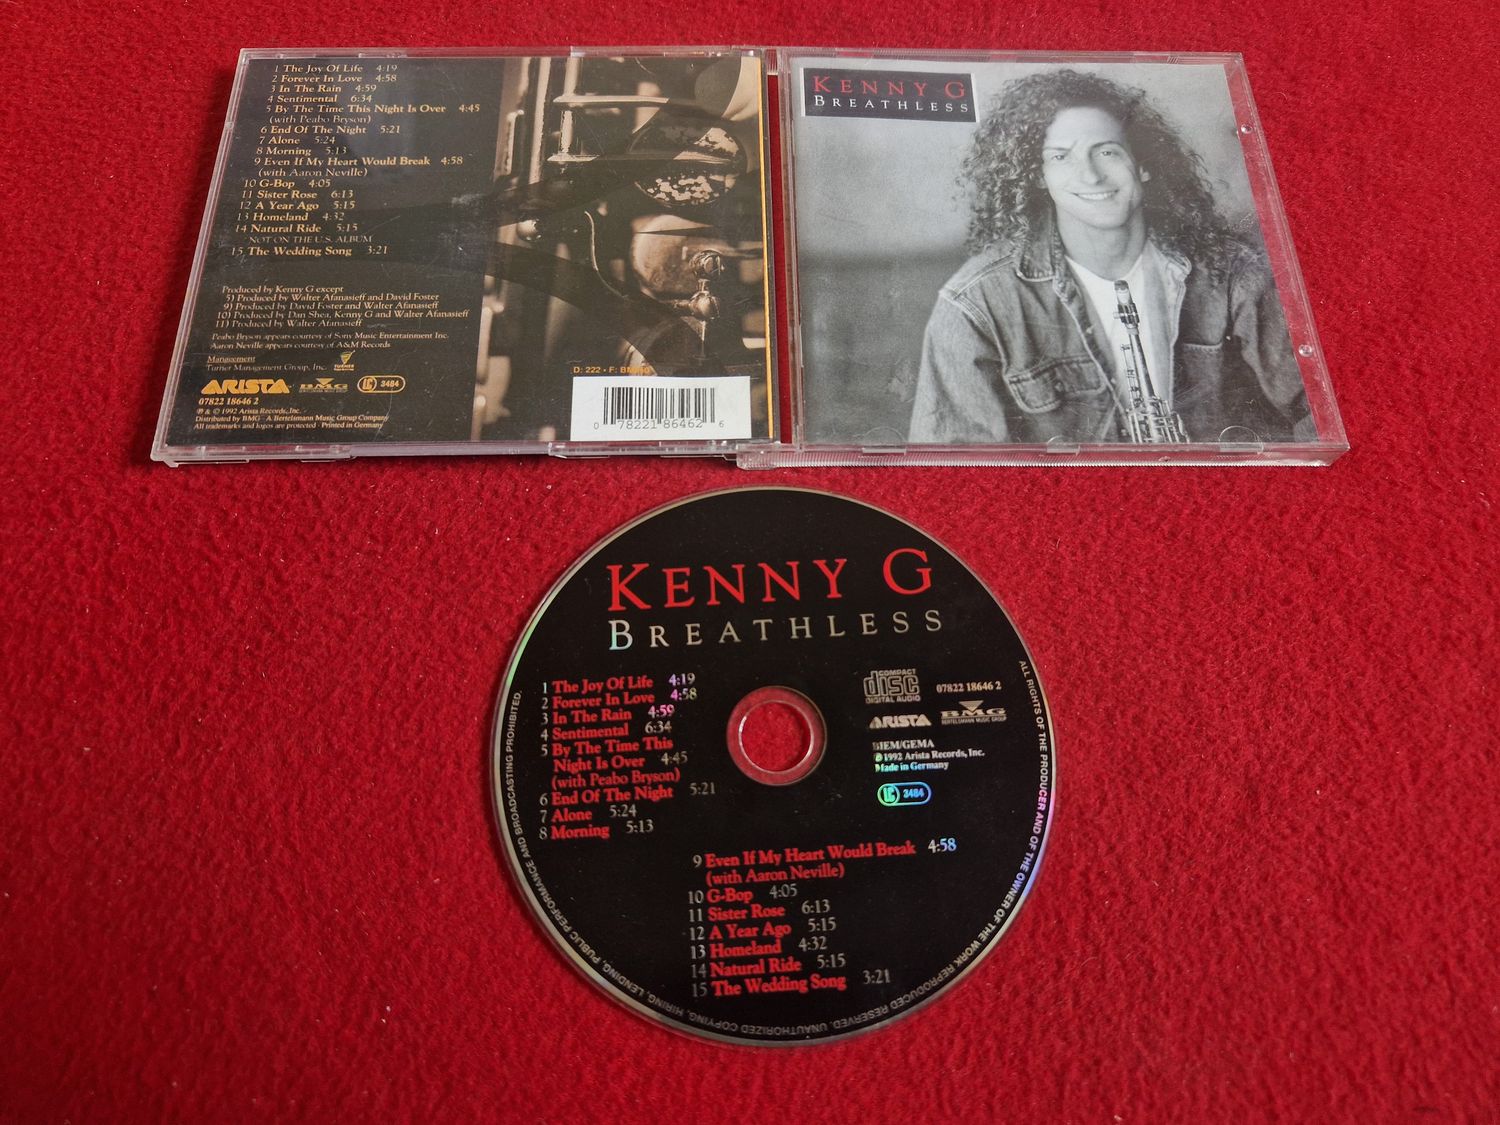 1 The Joy Of Life 4:19
2 Forever In Love 4:58
3 In The Rain 4:59
4 Sentimental 6:34
5 By The Time This Night Is Over 4:45
(with Peabo Bryson)
6 End Of The Night 5:21
7 Alone 5:24
8 Morning 5:13
9 Even If My Heart Would Break 4:58
(with Aaron Neville)
10 G-Bop 4:05
11 Sister Rose 6:13
12 A Year Ago 5:15
13 Homeland 4:32
14 Natural Ride 5:15
NOT ON THE U.S. ALBUM
15 The Wedding Song 3:21
Produced by Kenny G except
5) Produced by Walter Afanasieff and David Foster
9) Produced by David Foster and Walter Afanasieff
10) Produced by Dan Shea, Kenny G and Walter Afanasieff
11) Produced by Walter Afanasieff
Peabo Bryson appears courtesy of Sony Music Entertainment Inc.
Aaron Neville appears courtesy of A&M Records
Management
Turner Management Group, Inc. TURNER
ARISTA BMG LC 3484
BERTELSMANN MUSIC GROUP
07822 18646 2
℗ & © 1992 Arista Records, Inc.
Distributed by BMG · A Bertelsmann Music Group Company
All trademarks and logos are protected · Printed in Germany
D: 222 · F:
0 78221 86462 6
KENNY G
BREATHLESS
KENNY G
BREATHLESS
1 The Joy Of Life 4:19
2 Forever In Love 4:58
3 In The Rain 4:59
4 Sentimental 6:34
5 By The Time This
Night Is Over 4:45
(with Peabo Bryson)
6 End Of The Night 5:21
7 Alone 5:24
8 Morning 5:13
COMPACT
disc
DIGITAL AUDIO
07822 18646 2
ARISTA BMG
BERTELSMANN MUSIC GROUP
BIEM/GEMA
℗ 1992 Arista Records, Inc.
Made in Germany
LC 3484
9 Even If My Heart Would Break 4:58
(with Aaron Neville)
10 G-Bop 4:05
11 Sister Rose 6:13
12 A Year Ago 5:15
13 Homeland 4:32
14 Natural Ride 5:15
15 The Wedding Song 3:21
ALL RIGHTS OF THE PRODUCER AND OF THE OWNER OF THE WORK REPRODUCED RESERVED. UNAUTHORIZED COPYING, HIRING, LENDING, PUBLIC PERFORMANCE AND BROADCASTING PROHIBITED.